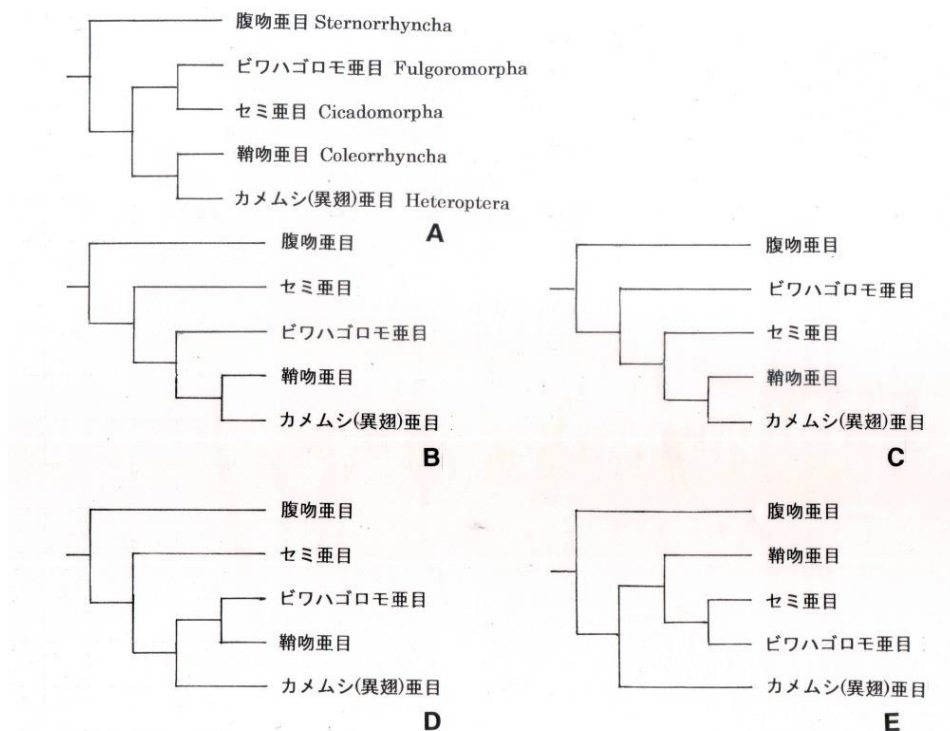 腹吻亜目 Sternorrhyncha
ビワハゴロモ亜目 Fulgoromorpha
セミ亜目 Cicadomorpha
鞘吻亜目 Coleorrhyncha
カメムシ(異翅)亜目 Heteroptera
A
腹吻亜目
セミ亜目
ビワハゴロモ亜目
鞘吻亜目
カメムシ(異翅)亜目
B
腹吻亜目
ビワハゴロモ亜目
セミ亜目
鞘吻亜目
カメムシ(異翅)亜目
C
腹吻亜目
セミ亜目
ビワハゴロモ亜目
鞘吻亜目
カメムシ(異翅)亜目
D
腹吻亜目
鞘吻亜目
セミ亜目
ビワハゴロモ亜目
カメムシ(異翅)亜目
E